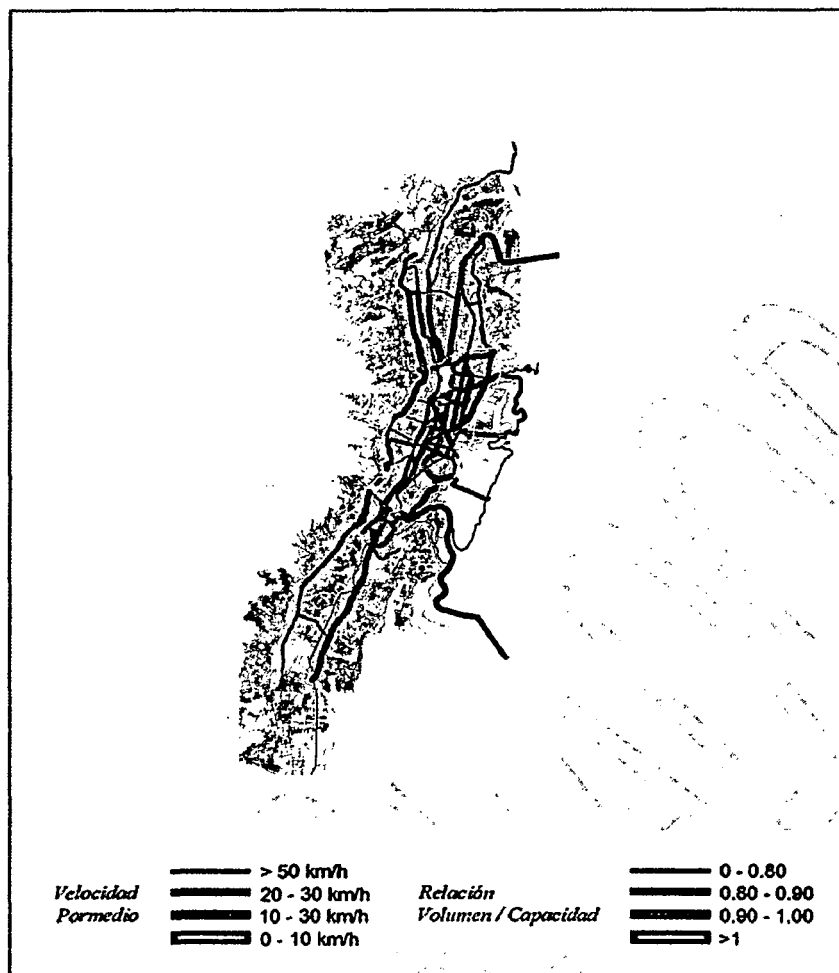 Velocidad
Pormedio
> 50 km/h
20 - 30 km/h
10 - 30 km/h
0 - 10 km/h
Relación
Volumen / Capacidad
0 - 0.80
0.80 - 0.90
0.90 - 1.00
>1